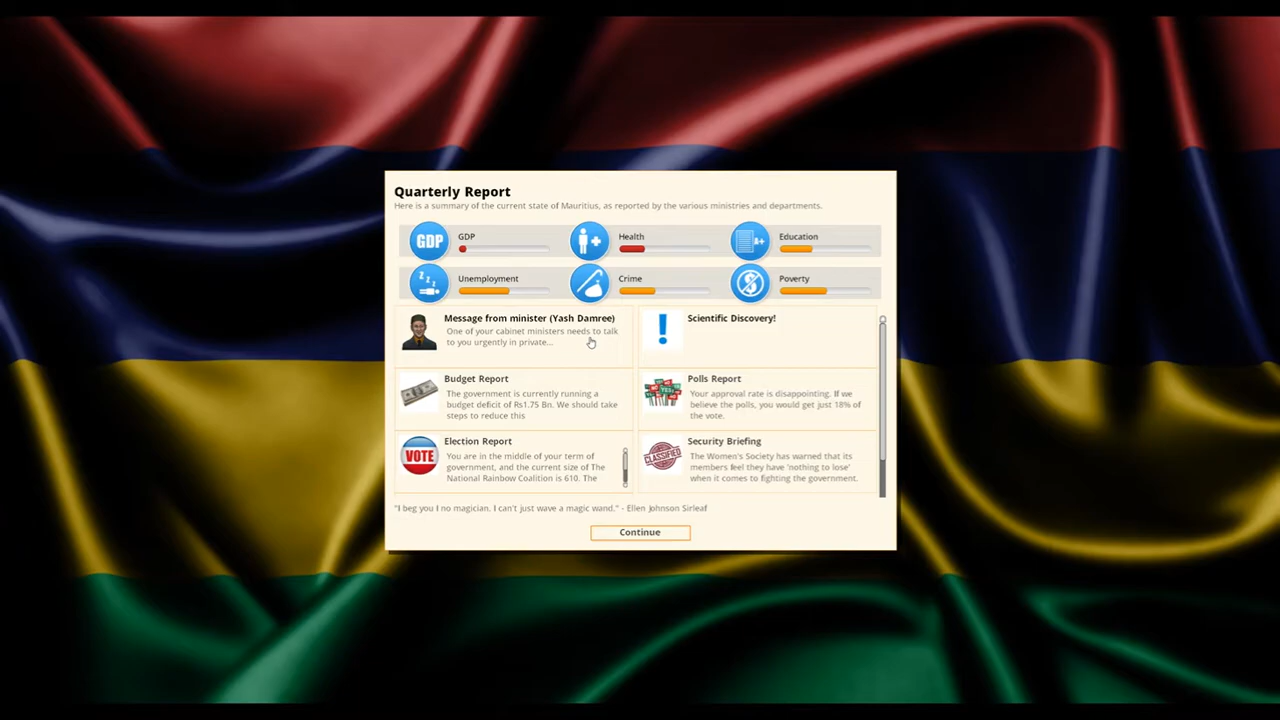 Quarterly Report
Here is a summary of the current state of Mauritius, as reported by the various ministries and departments.
GDP
GDP
Health
A+
Education
Z Z Z
Unemployment
Crime
$
Poverty
Message from minister (Yash Damree)
One of your cabinet ministers needs to talk
to you urgently in private...
!
Scientific Discovery!
Budget Report
The government is currently running a
budget deficit of Rs1.75 Bn. We should take
steps to reduce this
Polls Report
Your approval rate is disappointing. If we
believe the polls, you would get just 18% of
the vote.
VOTE
Election Report
You are in the middle of your term of
government, and the current size of The
National Rainbow Coalition is 610. The
CLASSIFIED
Security Briefing
The Women's Society has warned that its
members feel they have 'nothing to lose'
when it comes to fighting the government.
"I beg you I no magician. I can't just wave a magic wand." - Ellen Johnson Sirleaf
Continue